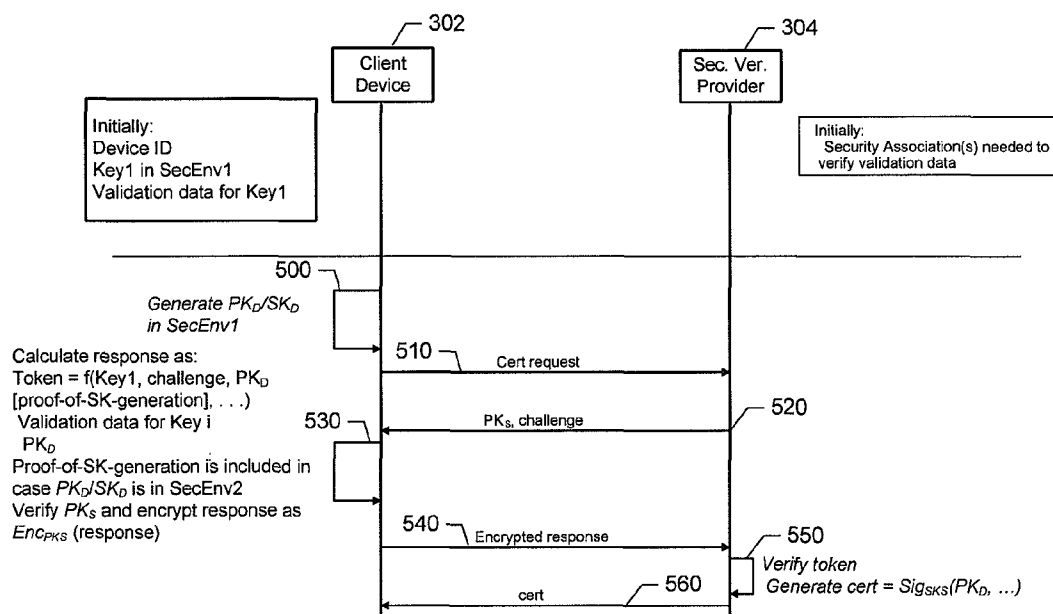 302
304
Client
Device
Sec. Ver.
Provider
Initially:
Device ID
Key1 in SecEnv1
Validation data for Key1
Initially:
Security Association(s) needed to
verify validation data
500
Generate PKD/SKD
in SecEnv1
510
Cert request
Calculate response as:
Token = f(Key1, challenge, PKD
[proof-of-SK-generation], . . .)
Validation data for Key i
PKD
Proof-of-SK-generation is included in
case PKD/SKD is in SecEnv2
Verify PKS and encrypt response as
EncPKS (response)
520
PKS, challenge
530
540
Encrypted response
550
Verify token
Generate cert = SigSKS(PKD, ...)
560
cert